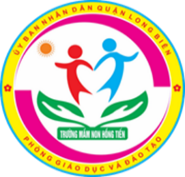 ỦY BAN NHÂN DÂN QUẬN LONG BIÊN
TRƯỜNG MẦM NON HỒNG TIẾN
PHÒNG GIÁO DỤC VÀ ĐÀO TẠO